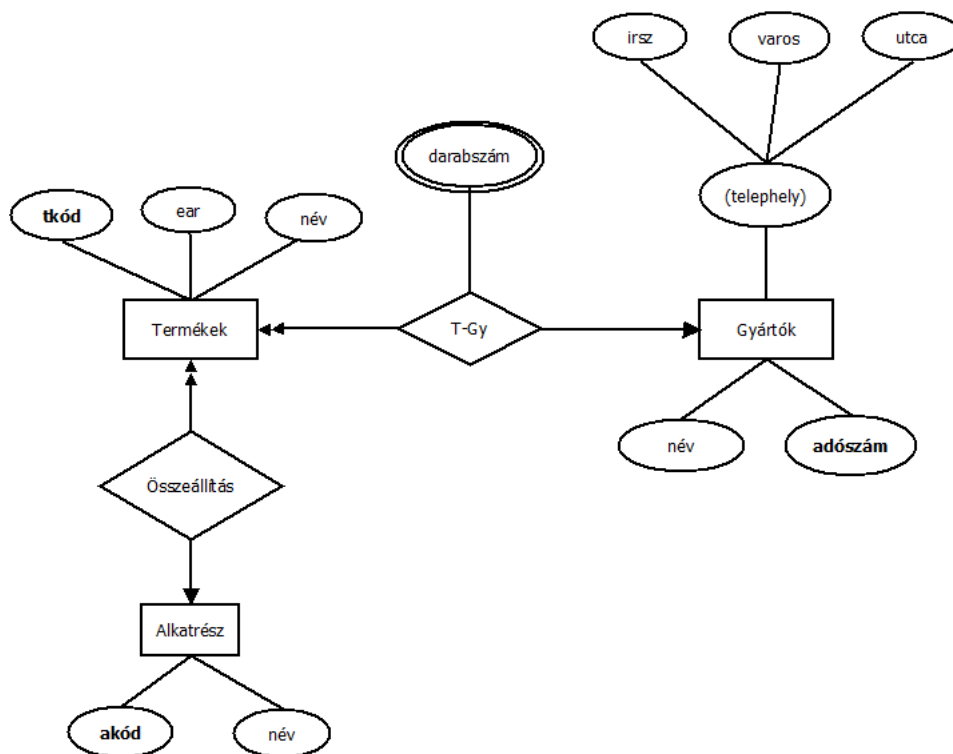 irsz
varos
utca
darabszám
(telephely)
tkód
ear
név
Termékek
T-Gy
Gyártók
név
adószám
Összeállítás
Alkatrész
akód
név